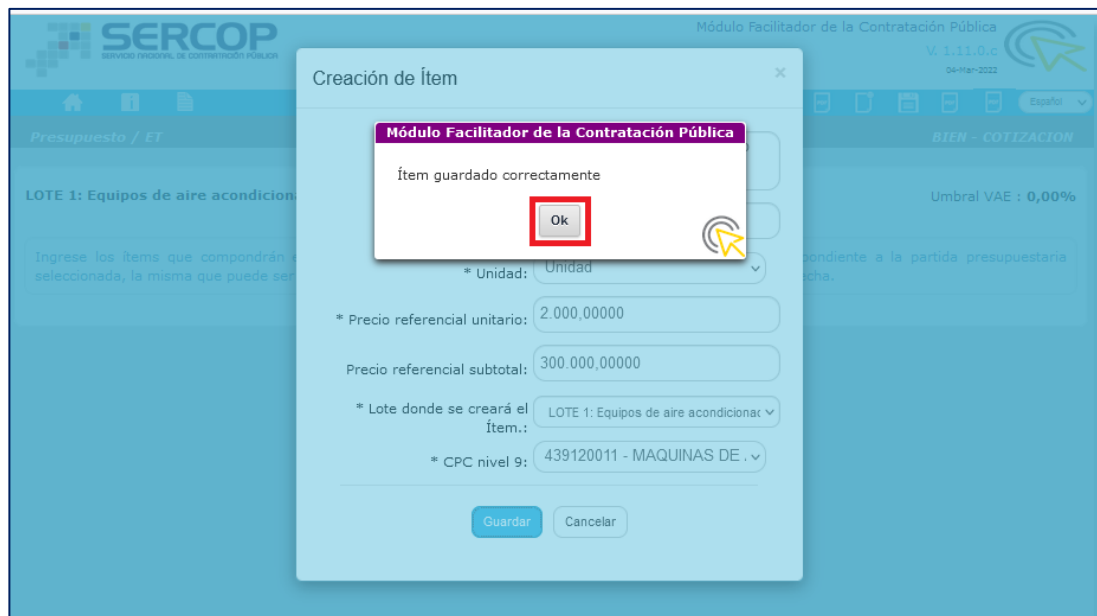 SERCOP
SERVICIO NACIONAL DE CONTRATACIÓN PÚBLICA
Módulo Facilitador de la Contratación Pública
V. 1.11.0.c
04-Mar-2022
Español
Presupuesto / ET
BIEN - COTIZACION
Creación de Ítem
×
Módulo Facilitador de la Contratación Pública
Ítem guardado correctamente
Ok
LOTE 1: Equipos de aire acondicion
Umbral VAE : 0,00%
Ingrese los ítems que compondrán
pondiente a la partida presupuestaria
seleccionada, la misma que puede ser
echa.
* Unidad:
Unidad
* Precio referencial unitario:
2.000,00000
Precio referencial subtotal:
300.000,00000
* Lote donde se creará el
Ítem.:
LOTE 1: Equipos de aire acondicionac
* CPC nivel 9:
439120011 - MAQUINAS DE
Guardar
Cancelar